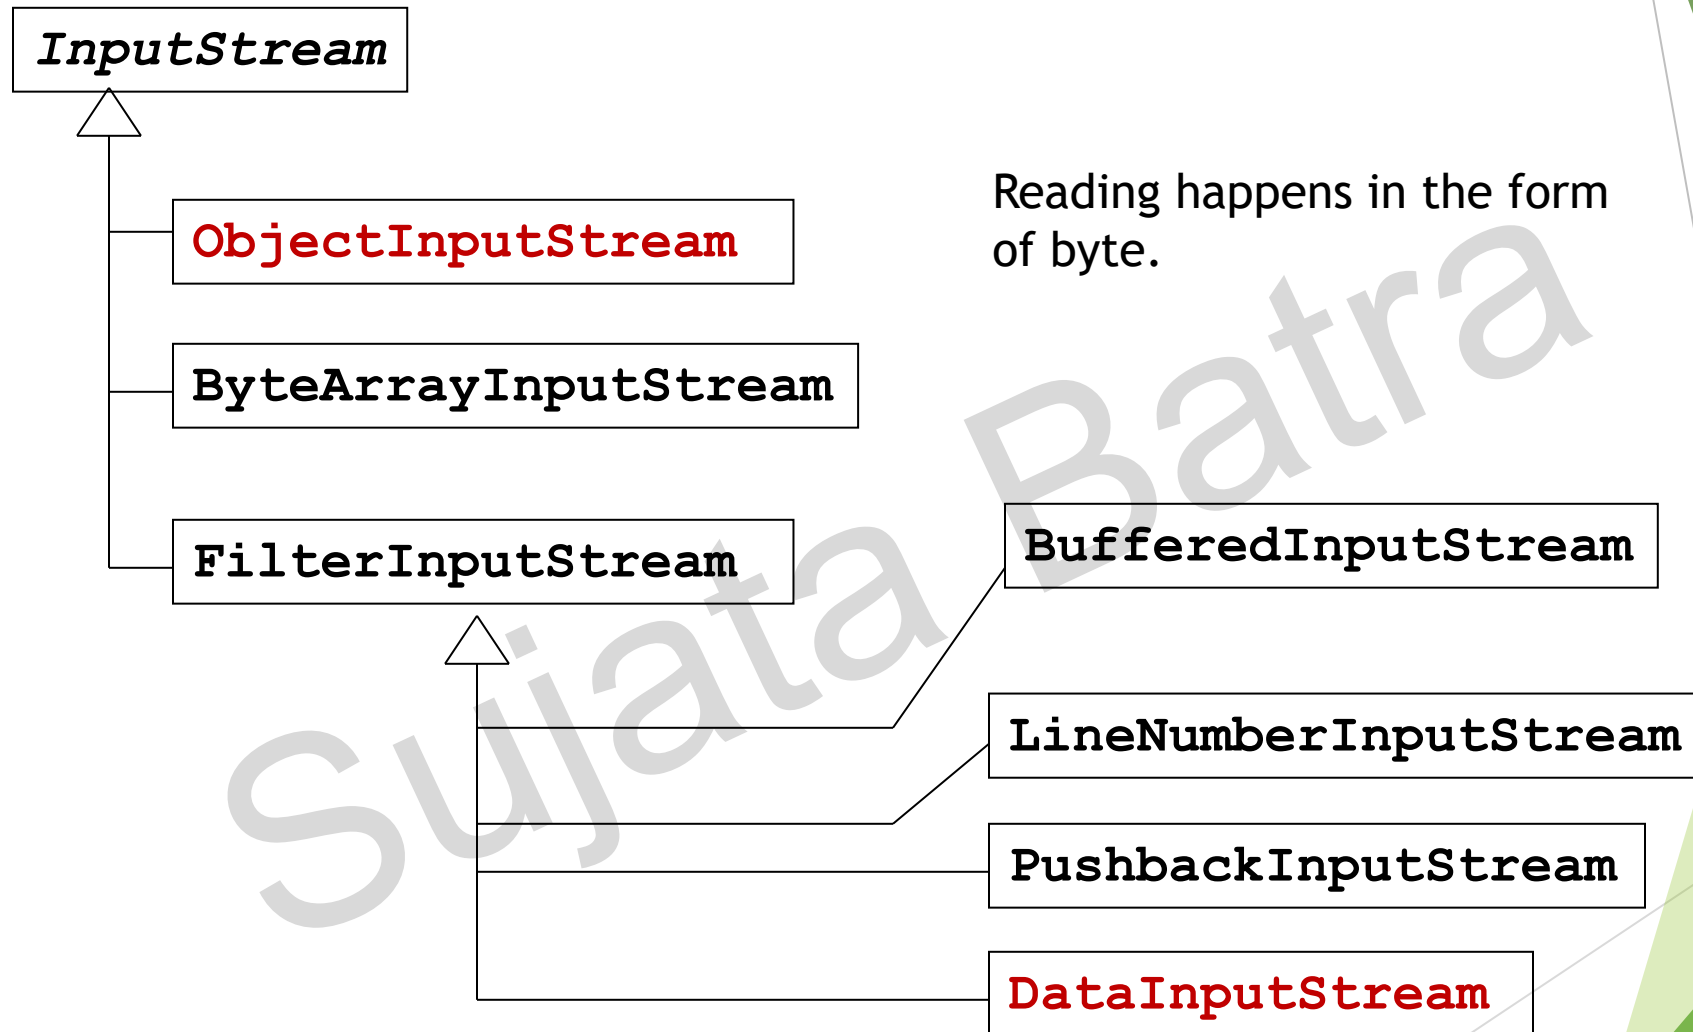 InputStream
ObjectInputStream
Reading happens in the form
of byte.
ByteArrayInputStream
FilterInputStream
BufferedInputStream
LineNumberInputStream
PushbackInputStream
DataInputStream
Sujata Batra